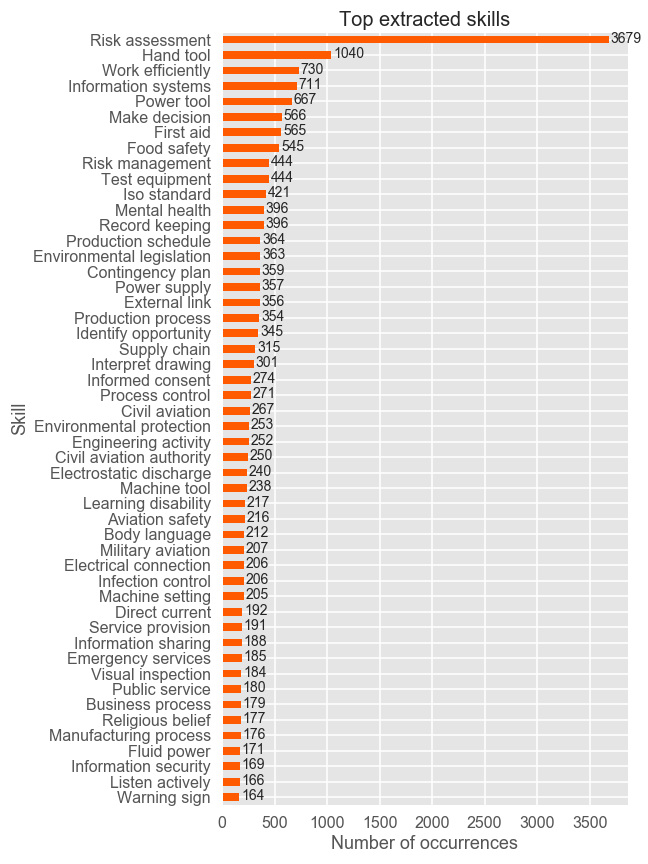 Top extracted skills
Risk assessment 3679
Hand tool 1040
Work efficiently 730
Information systems 711
Power tool 667
Make decision 566
First aid 565
Food safety 545
Risk management 444
Test equipment 444
Iso standard 421
Mental health 396
Record keeping 396
Production schedule 364
Environmental legislation 363
Contingency plan 359
Power supply 357
External link 356
Production process 354
Identify opportunity 345
Supply chain 315
Interpret drawing 301
Informed consent 274
Process control 271
Civil aviation 267
Environmental protection 253
Engineering activity 252
Civil aviation authority 250
Electrostatic discharge 240
Machine tool 238
Learning disability 217
Aviation safety 216
Body language 212
Military aviation 207
Electrical connection 206
Infection control 206
Machine setting 205
Direct current 192
Service provision 191
Information sharing 188
Emergency services 185
Visual inspection 184
Public service 180
Business process 179
Religious belief 177
Manufacturing process 176
Fluid power 171
Information security 169
Listen actively 166
Warning sign 164
Skill
0 500 1000 1500 2000 2500 3000 3500
Number of occurrences